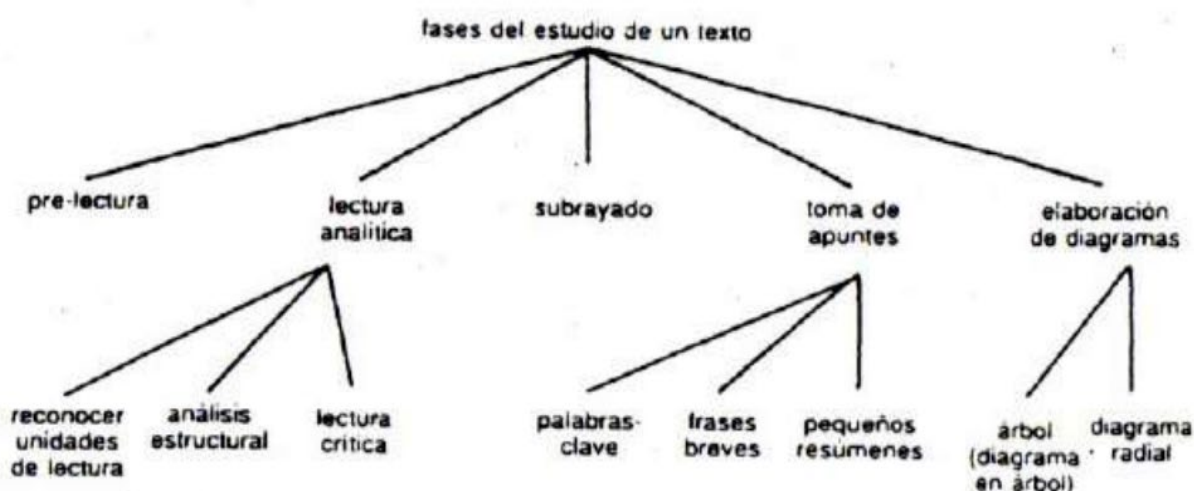 fases del estudio de un texto
pre-lectura
lectura
analítica
subrayado
toma de
apuntes
elaboración
de diagramas
reconocer
unidades
de lectura
análisis
estructural
lectura
crítica
palabras-
clave
frases
breves
pequeños
resúmenes
árbol
(diagrama
en árbol)
diagrama
radial